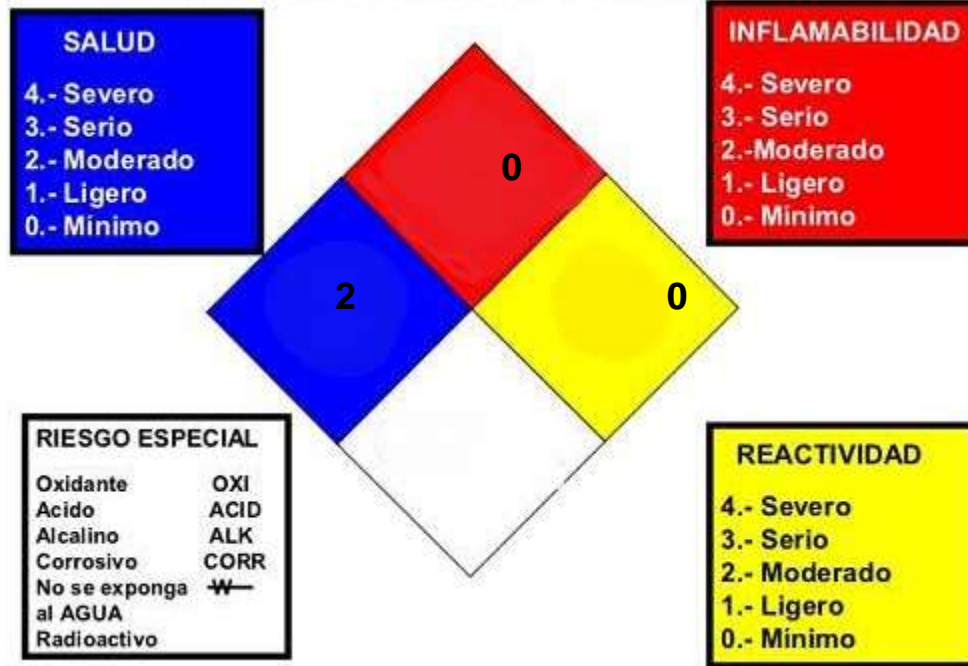 SALUD
4.- Severo
3.- Serio
2.- Moderado
1.- Ligero
0.- Mínimo
INFLAMABILIDAD
4.- Severo
3.- Serio
2.-Moderado
1.- Ligero
0.- Mínimo
0
2
0
RIESGO ESPECIAL
Oxidante OXI
Acido ACID
Alcalino ALK
Corrosivo CORR
No se exponga W
al AGUA
Radioactivo
REACTIVIDAD
4.- Severo
3.- Serio
2.- Moderado
1.- Ligero
0.- Mínimo